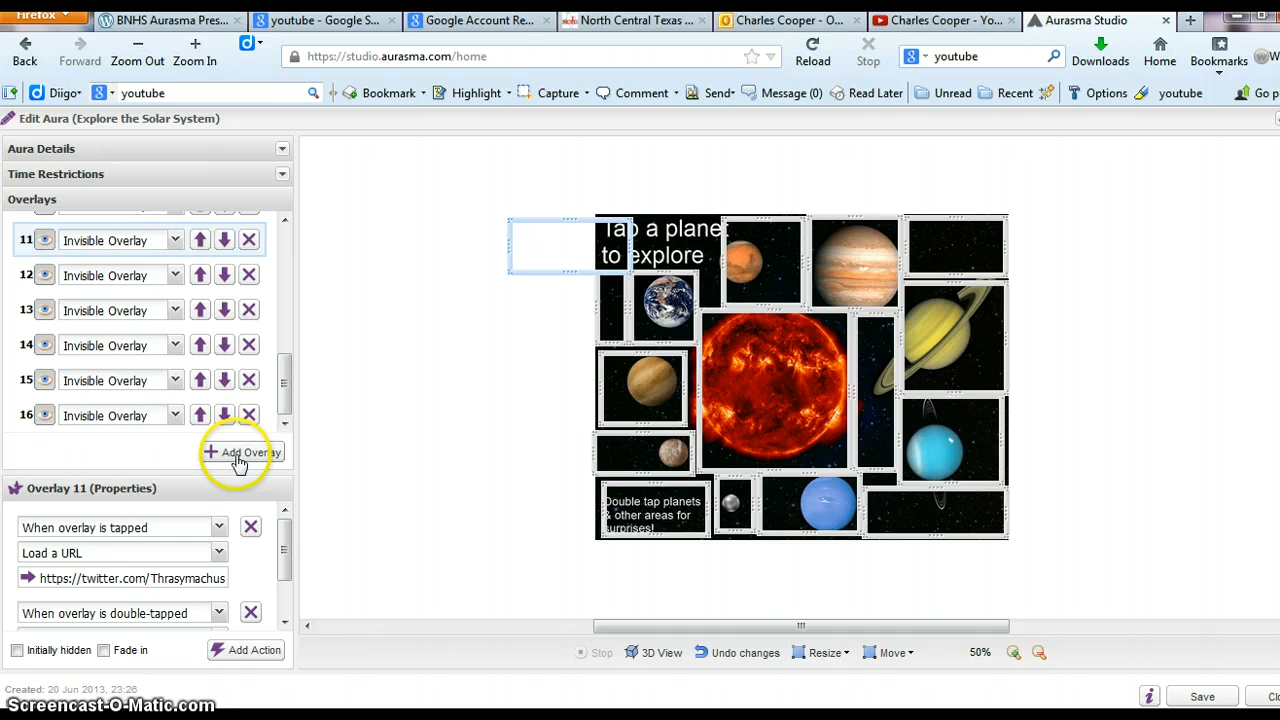 Firefox
BNHS Aurasma Pres...
youtube - Google S...
Google Account Re...
North Central Texas ...
Charles Cooper - O...
Charles Cooper - Yo...
Aurasma Studio
Back
Forward
Zoom Out
Zoom In
https://studio.aurasma.com/home
Reload
Stop
youtube
Downloads
Home
Bookmarks
Diigo
youtube
Bookmark
Highlight
Capture
Comment
Send
Message (0)
Read Later
Unread
Recent
Options
youtube
Go p
Edit Aura (Explore the Solar System)
Aura Details
Time Restrictions
Overlays
11 Invisible Overlay
12 Invisible Overlay
13 Invisible Overlay
14 Invisible Overlay
15 Invisible Overlay
16 Invisible Overlay
Add Overlay
Overlay 11 (Properties)
When overlay is tapped
Load a URL
https://twitter.com/Thrasymachus
When overlay is double-tapped
Initially hidden
Fade in
Add Action
Tap a planet
to explore
Double tap planets
& other areas for
surprises!
Stop
3D View
Undo changes
Resize
Move
50%
Created: 20 Jun 2013, 23:26
Save
Clo
Screencast-O-Matic.com